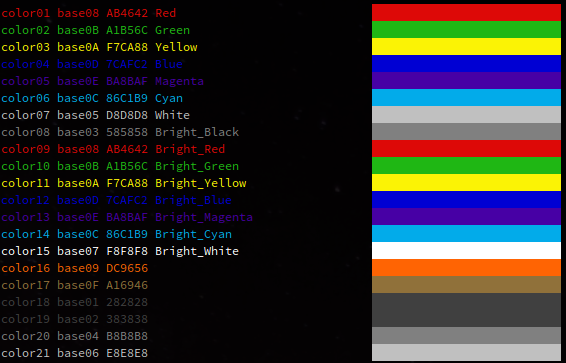 color01 base08 AB4642 Red
color02 base0B A1B56C Green
color03 base0A F7CA88 Yellow
color04 base0D 7CAFC2 Blue
color05 base0E BA8BAF Magenta
color06 base0C 86C1B9 Cyan
color07 base05 D8D8D8 White
color08 base03 585858 Bright_Black
color09 base08 AB4642 Bright_Red
color10 base0B A1B56C Bright_Green
color11 base0A F7CA88 Bright_Yellow
color12 base0D 7CAFC2 Bright_Blue
color13 base0E BA8BAF Bright_Magenta
color14 base0C 86C1B9 Bright_Cyan
color15 base07 F8F8F8 Bright_White
color16 base09 DC9656
color17 base0F A16946
color18 base01 282828
color19 base02 383838
color20 base04 B8B8B8
color21 base06 E8E8E8